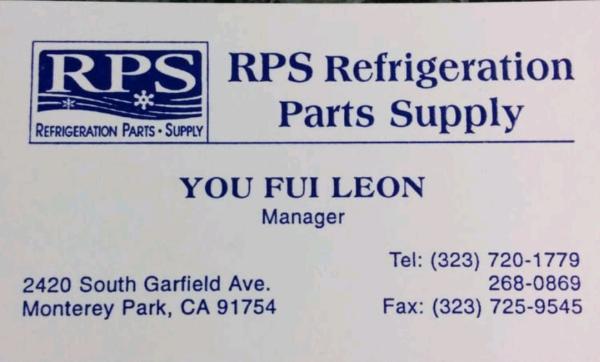 RPS
REFRIGERATION PARTS • SUPPLY
RPS Refrigeration
Parts Supply
YOU FUI LEON
Manager
2420 South Garfield Ave.
Monterey Park, CA 91754
Tel: (323) 720-1779
268-0869
Fax: (323) 725-9545